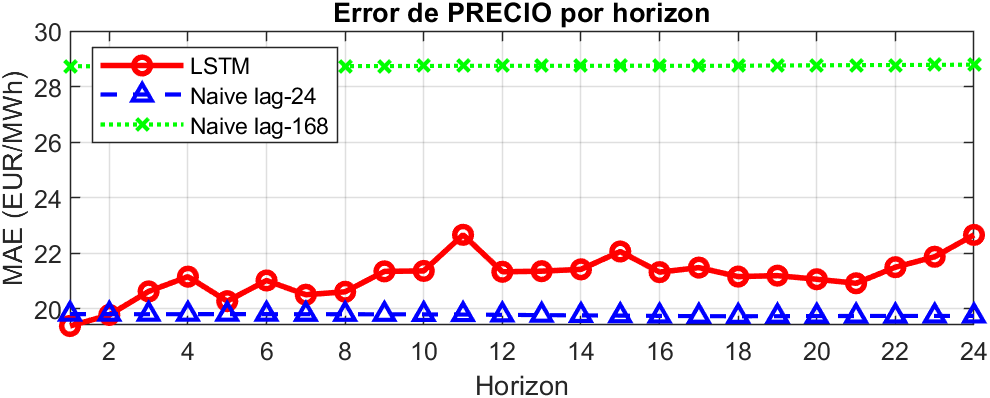 Error de PRECIO por horizon
MAE (EUR/MWh)
30
28
26
24
22
20
LSTM
Naive lag-24
Naive lag-168
2 4 6 8 10 12 14 16 18 20 22 24
Horizon